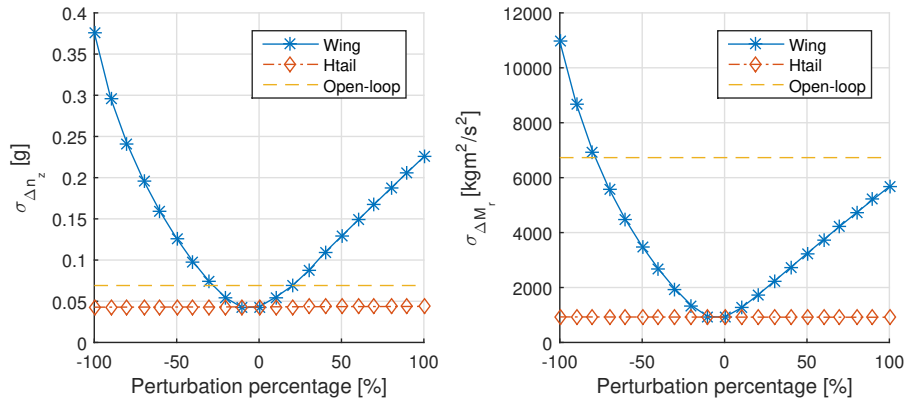 0.4
0.35
0.3
0.25
0.2
0.15
0.1
0.05
0
-100
-50
0
50
100
Perturbation percentage [%]
σ_Δn_z [g]
Wing
Htail
Open-loop
12000
10000
8000
6000
4000
2000
0
-100
-50
0
50
100
Perturbation percentage [%]
σ_ΔM_r [kgm²/s²]
Wing
Htail
Open-loop